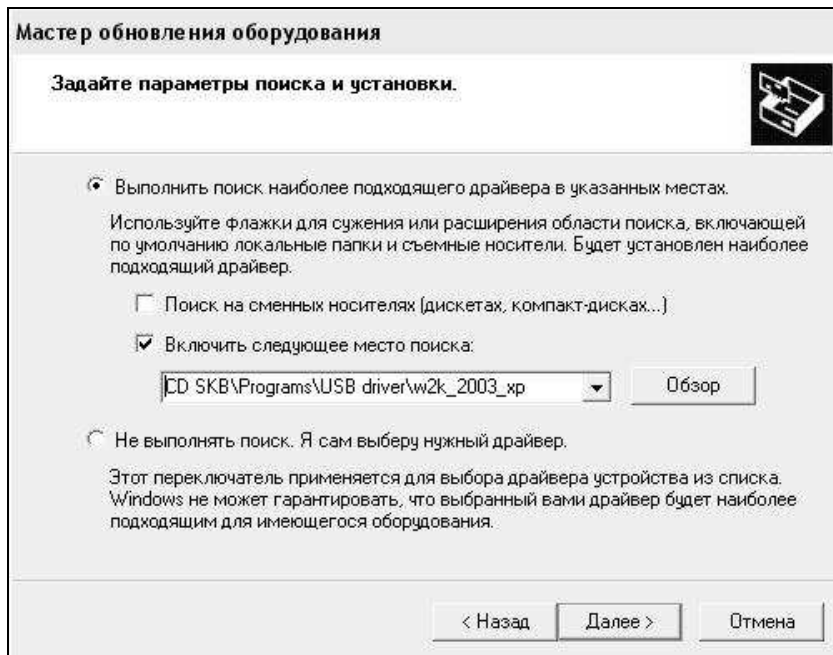 Мастер обновления оборудования
Задайте параметры поиска и установки.
Выполнить поиск наиболее подходящего драйвера в указанных местах.
Используйте флажки для сужения или расширения области поиска, включающей
по умолчанию локальные папки и съемные носители. Будет установлен наиболее
подходящий драйвер.
Поиск на сменных носителях (дискетах, компакт-дисках...)
Включить следующее место поиска:
CD SKB\Programs\USB driver\w2k_2003_xp
Обзор
Не выполнять поиск. Я сам выберу нужный драйвер.
Этот переключатель применяется для выбора драйвера устройства из списка.
Windows не может гарантировать, что выбранный вами драйвер будет наиболее
подходящим для имеющегося оборудования.
< Назад Далее > Отмена